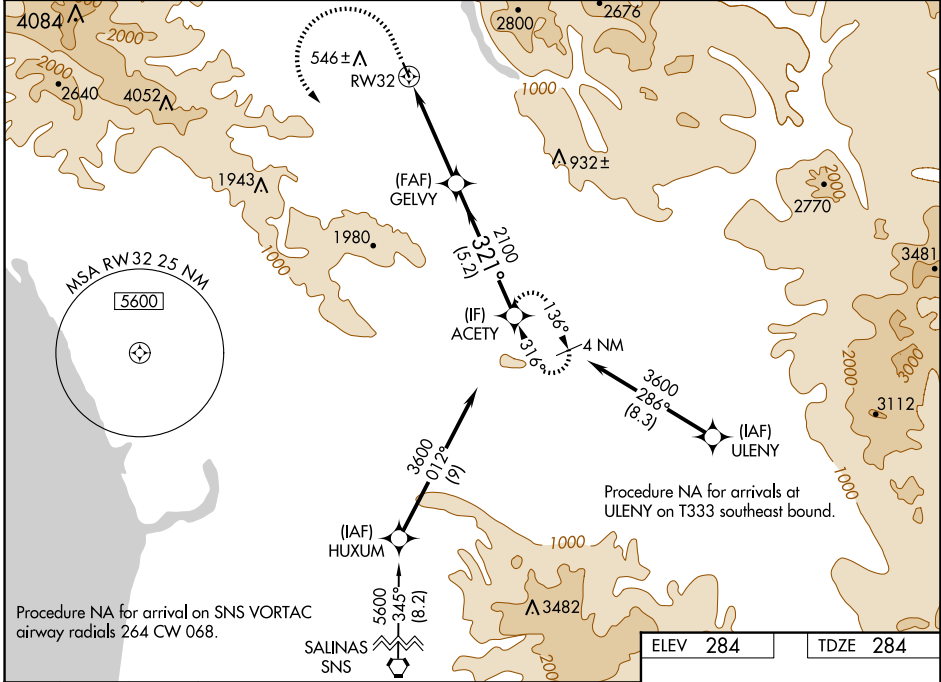 4084
2000
2800
2676
546±
RW32
2000
2640
4052
1000
932±
1943
(FAF)
GELVY
2000
2770
1980
1000
2100
321°
(5.2)
3481
MSA RW32 25 NM
5600
(IF)
ACETY
136°
316°
4 NM
2000
3000
3600
286°
(8.3)
3112
(IAF)
ULENY
3600
012°
(9)
1000
Procedure NA for arrivals at
ULENY on T333 southeast bound.
(IAF)
HUXUM
1000
5600
345°
(8.2)
3482
Procedure NA for arrival on SNS VORTAC
airway radials 264 CW 068.
SALINAS
SNS
200
ELEV 284
TDZE 284